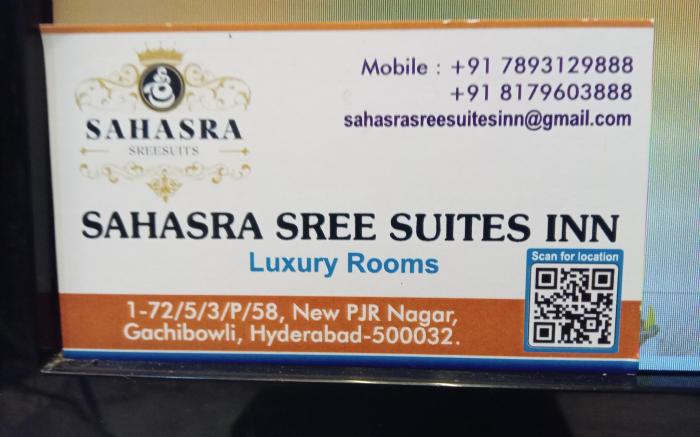 Mobile : +91 7893129888
+91 8179603888
sahasrasreesuitesinn@gmail.com
SAHASRA
SREESUITS
SAHASRA SREE SUITES INN
Luxury Rooms
Scan for location
1-72/5/3/P/58, New PJR Nagar,
Gachibowli, Hyderabad-500032.